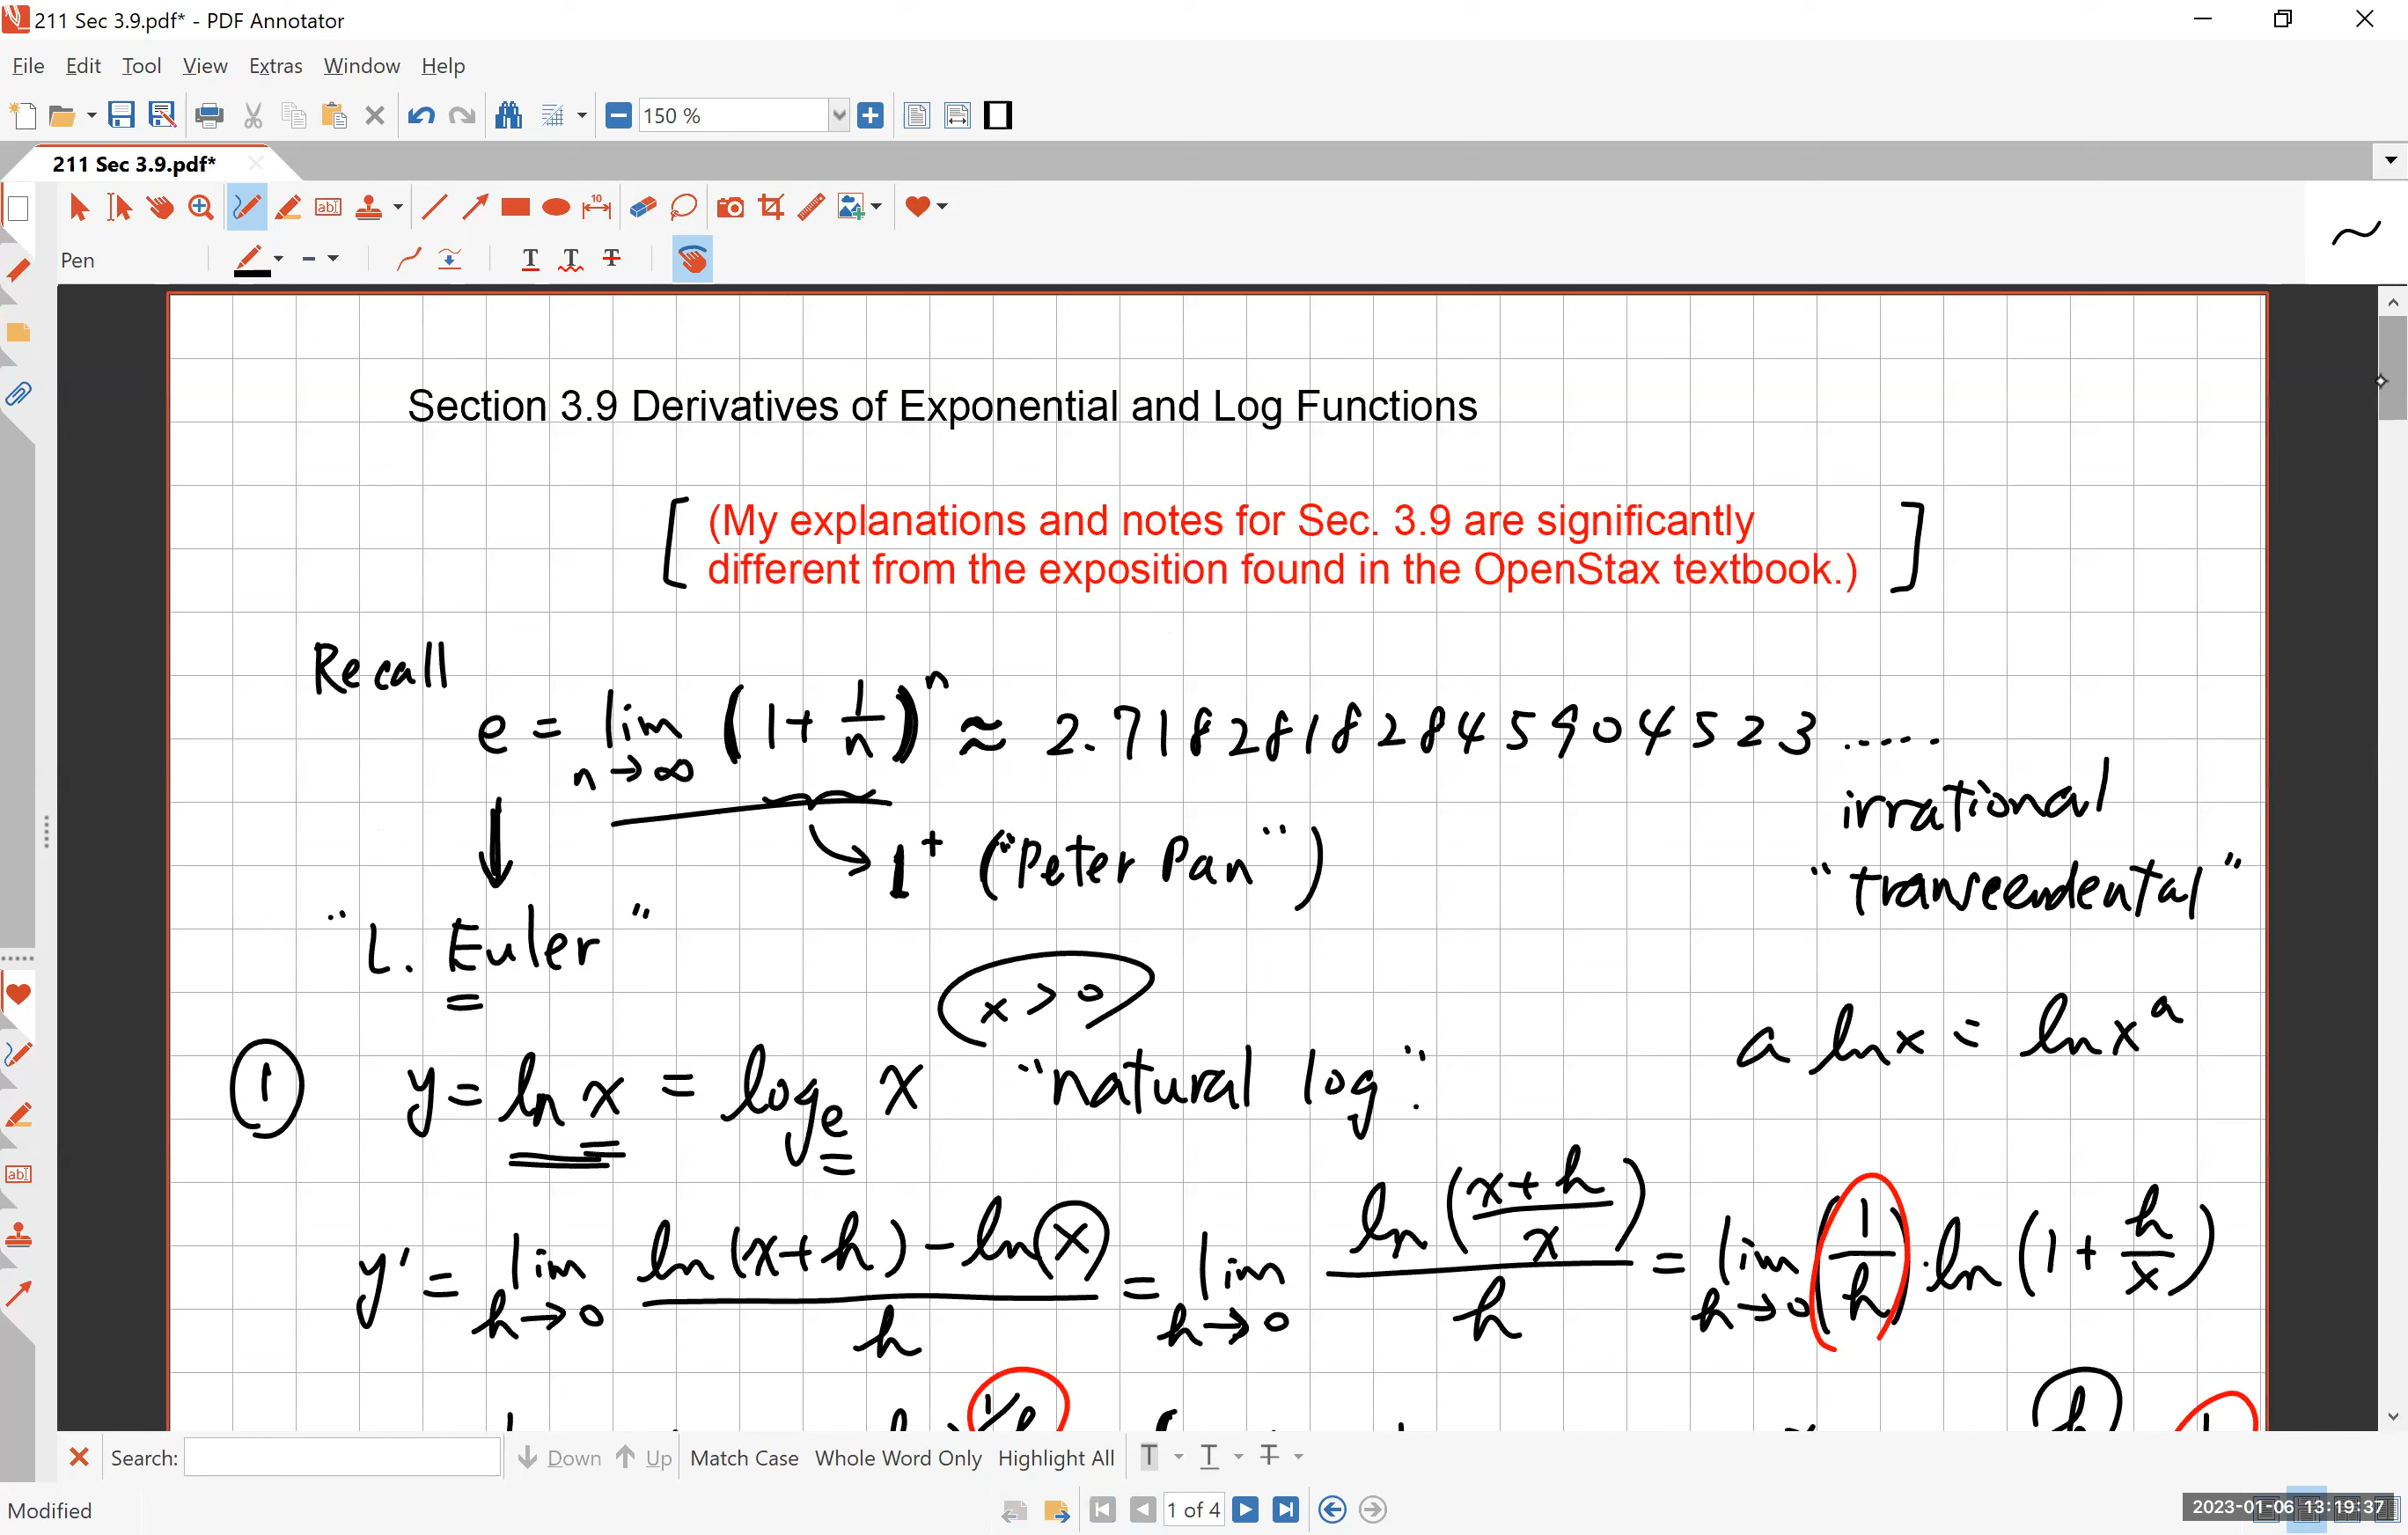 211 Sec 3.9.pdf* - PDF Annotator
File Edit Tool View Extras Window Help
150 %
211 Sec 3.9.pdf*
Pen
Section 3.9 Derivatives of Exponential and Log Functions
[ (My explanations and notes for Sec. 3.9 are significantly
different from the exposition found in the OpenStax textbook.) ]
Recall
e = lim n→∞ (1 + 1/n)^n ≈ 2.71828182845904523.....
irrational
1⁺ ("Peter Pan")
"transcendental"
"L. Euler"
x > 0
a ln x = ln x^a
① y = ln x = log_e x "natural log".
y' = lim h→0 (ln(x+h) - ln(x))/h = lim h→0 ln((x+h)/x)/h = lim h→0 (1/h) · ln(1 + h/x)
Search: Down Up Match Case Whole Word Only Highlight All
1 of 4
Modified
2023-01-06 13:19:37